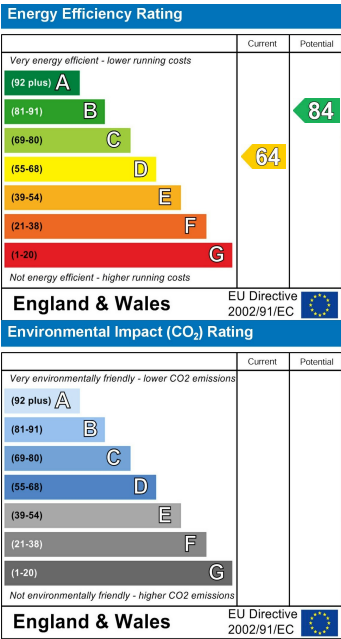 Energy Efficiency Rating
Current Potential
Very energy efficient - lower running costs
(92 plus) A
(81-91) B
84
(69-80) C
64
(55-68) D
(39-54) E
(21-38) F
(1-20) G
Not energy efficient - higher running costs
England & Wales
EU Directive
2002/91/EC
Environmental Impact (CO₂) Rating
Current Potential
Very environmentally friendly - lower CO2 emissions
(92 plus) A
(81-91) B
(69-80) C
(55-68) D
(39-54) E
(21-38) F
(1-20) G
Not environmentally friendly - higher CO2 emissions
England & Wales
EU Directive
2002/91/EC